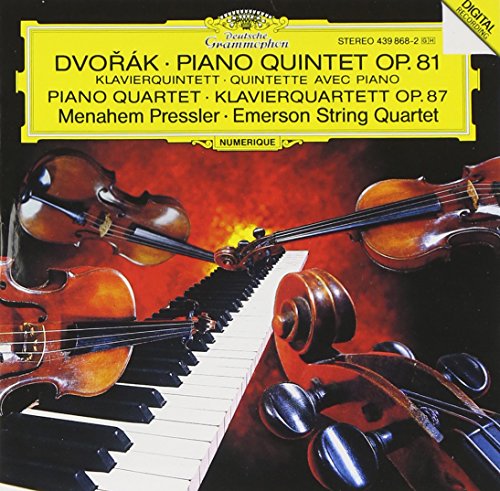 Deutsche
Grammophon
STEREO 439 868-2 GH
DIGITAL
RECORDING
DVOŘÁK · PIANO QUINTET OP. 81
KLAVIERQUINTETT · QUINTETTE AVEC PIANO
PIANO QUARTET · KLAVIERQUARTETT OP. 87
Menahem Pressler · Emerson String Quartet
NUMERIQUE